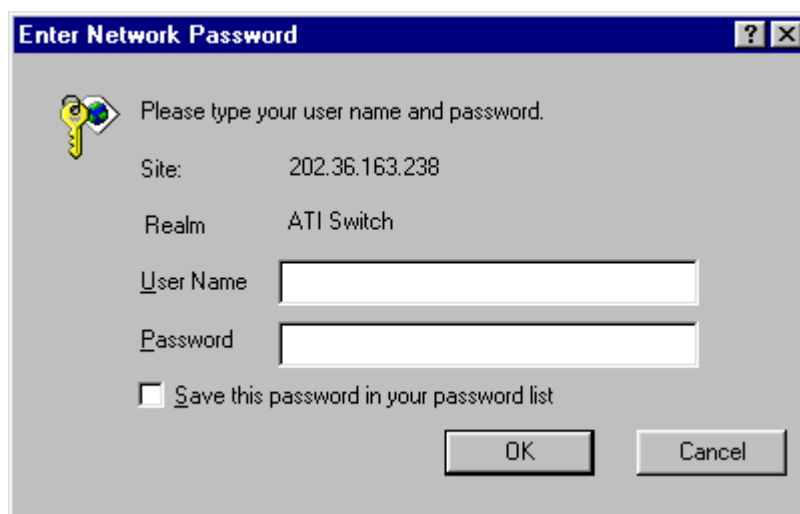 Enter Network Password
Please type your user name and password.
Site: 202.36.163.238
Realm ATI Switch
User Name
Password
Save this password in your password list
OK Cancel